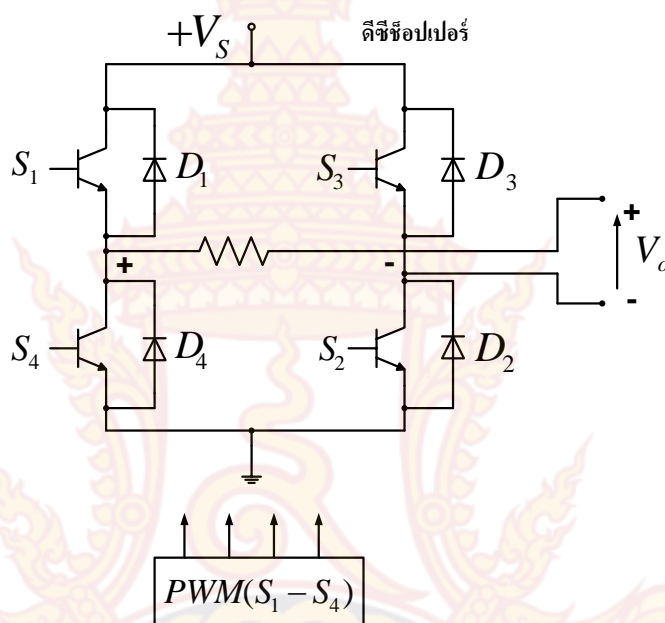 +V_S
ดีซีช็อปเปอร์
S_1
D_1
S_3
D_3
+
+
-
V_o
-
S_4
D_4
S_2
D_2
PWM(S_1 - S_4)